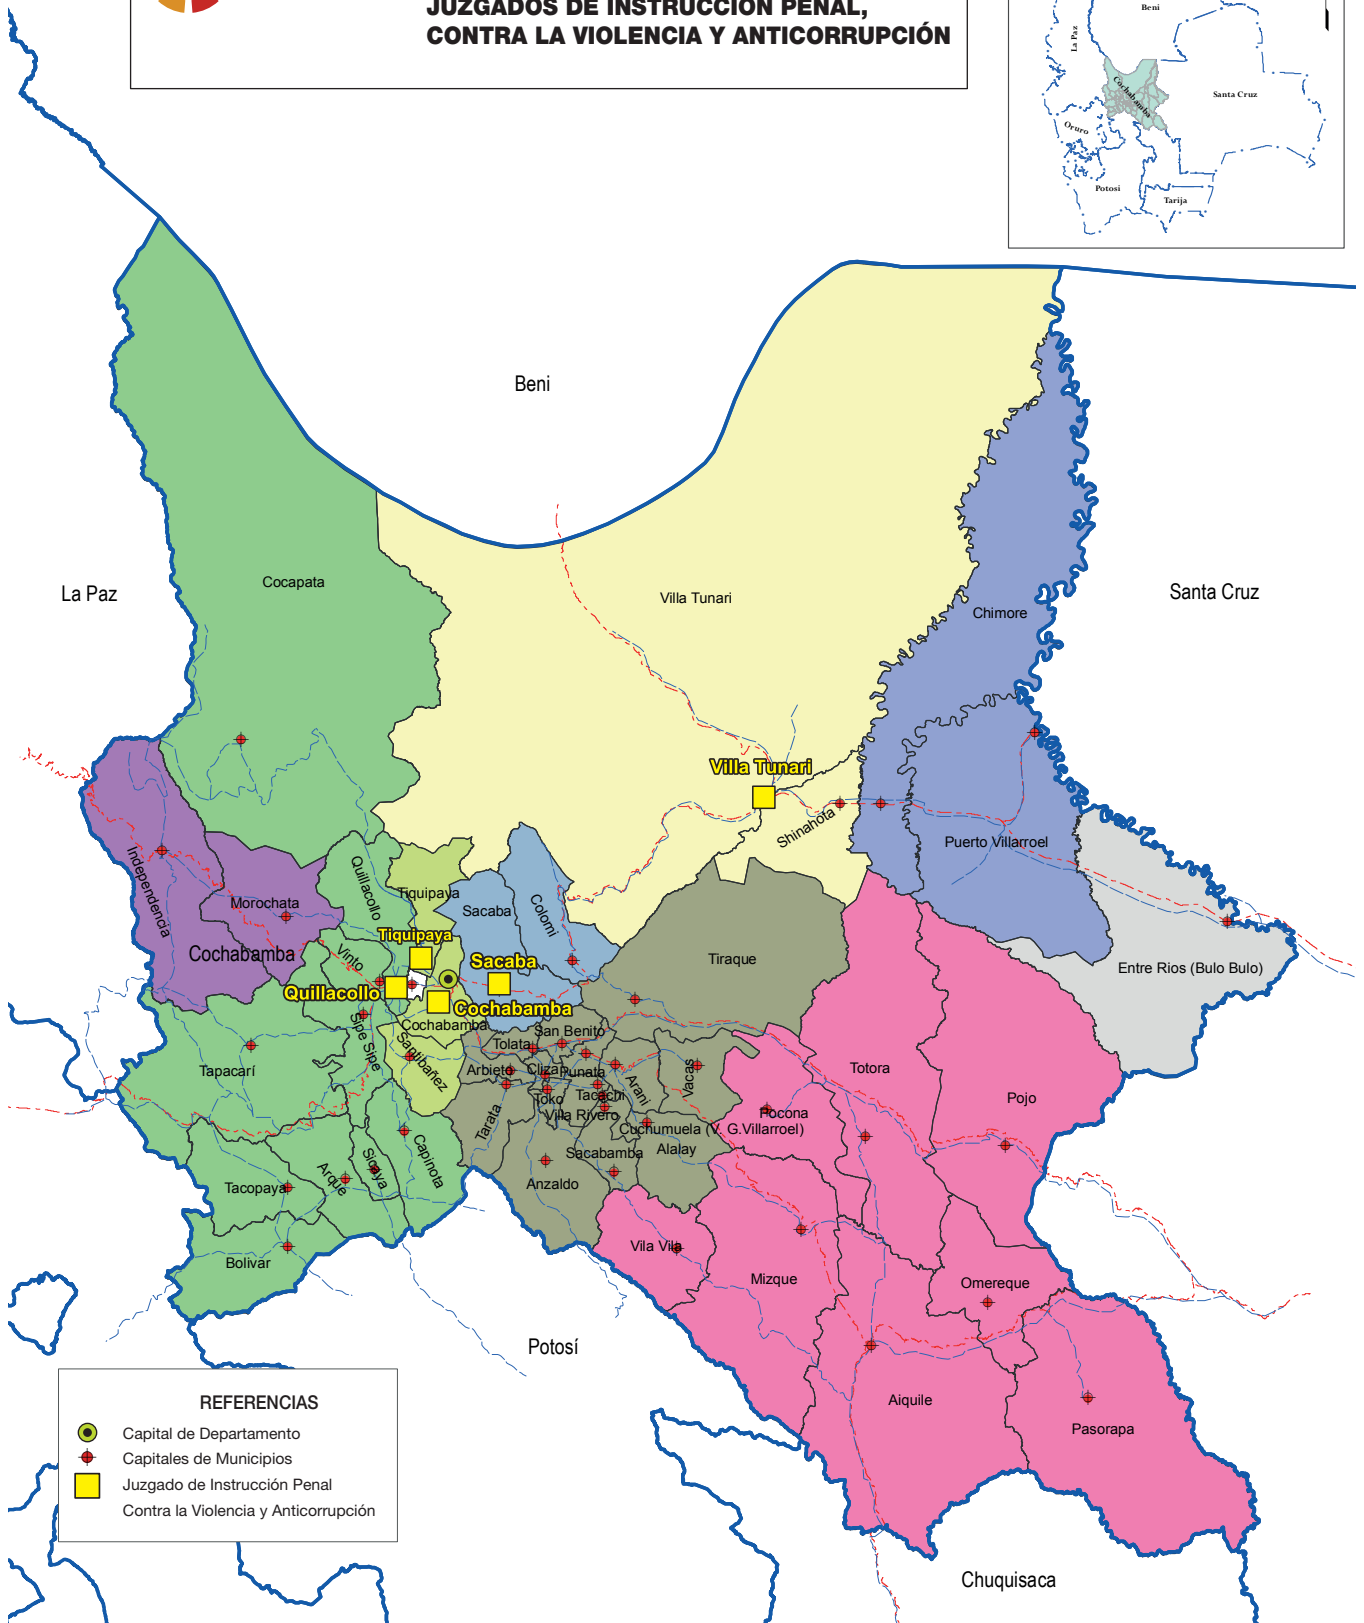 JUZGADOS DE INSTRUCCIÓN PENAL,
CONTRA LA VIOLENCIA Y ANTICORRUPCIÓN
Beni
La Paz
Cochabamba
Santa Cruz
Oruro
Potosi
Tarija
Beni
La Paz
Santa Cruz
Cocapata
Villa Tunari
Chimore
Villa Tunari
Shinahota
Puerto Villarroel
Independencia
Morochata
Quillacollo
Tiquipaya
Sacaba
Colomi
Cochabamba
Vinto
Tiquipaya
Sacaba
Tiraque
Entre Rios (Bulo Bulo)
Quillacollo
Cochabamba
Cochabamba
San Benito
Sipe Sipe
Santibañez
Tolata
Tapacarí
Arbieto
Cliza
Punata
Vacas
Totora
Arani
Toko
Tacachi
Pojo
Tarata
Villa Rivero
Pocona
Cuchumuela (V. G.Villarroel)
Sacabamba
Alalay
Capinota
Sicaya
Arque
Tacopaya
Anzaldo
Vila Vila
Bolivar
Mizque
Omereque
Potosí
Aiquile
Pasorapa
REFERENCIAS
Capital de Departamento
Capitales de Municipios
Juzgado de Instrucción Penal
Contra la Violencia y Anticorrupción
Chuquisaca